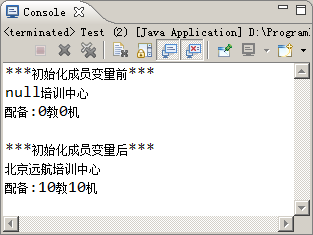 Console
<terminated> Test (2) [Java Application] D:\Program
***初始化成员变量前***
null培训中心
配备:0教0机
***初始化成员变量后***
北京远航培训中心
配备:10教10机